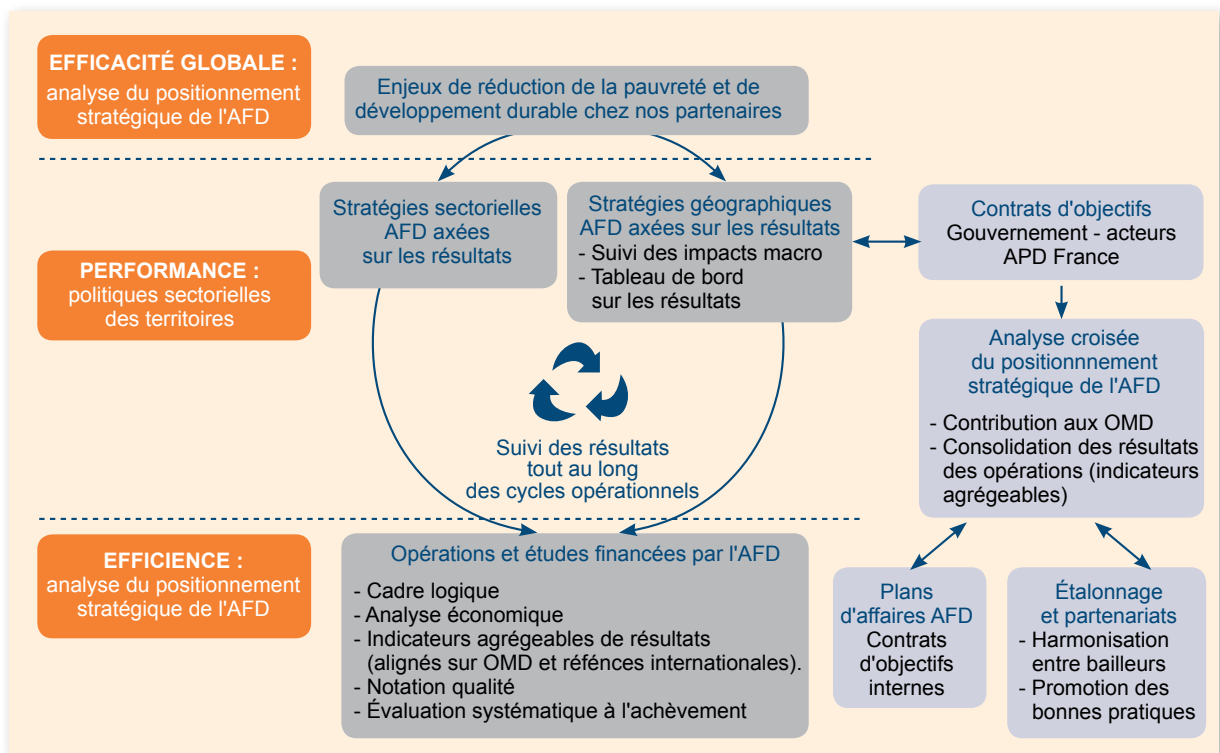 EFFICACITÉ GLOBALE :
analyse du positionnement
stratégique de l'AFD
Enjeux de réduction de la pauvreté et de
développement durable chez nos partenaires
PERFORMANCE :
politiques sectorielles
des territoires
Stratégies sectorielles
AFD axées
sur les résultats
Stratégies géographiques
AFD axées sur les résultats
- Suivi des impacts macro
- Tableau de bord
sur les résultats
Contrats d'objectifs
Gouvernement - acteurs
APD France
Analyse croisée
du positionnnement
stratégique de l'AFD
- Contribution aux OMD
- Consolidation des résultats
des opérations (indicateurs
agrégeables)
Suivi des résultats
tout au long
des cycles opérationnels
EFFICIENCE :
analyse du positionnement
stratégique de l'AFD
Opérations et études financées par l'AFD
- Cadre logique
- Analyse économique
- Indicateurs agrégeables de résultats
(alignés sur OMD et réfénces internationales).
- Notation qualité
- Évaluation systématique à l'achèvement
Plans
d'affaires AFD
Contrats
d'objectifs
internes
Étalonnage
et partenariats
- Harmonisation
entre bailleurs
- Promotion des
bonnes pratiques